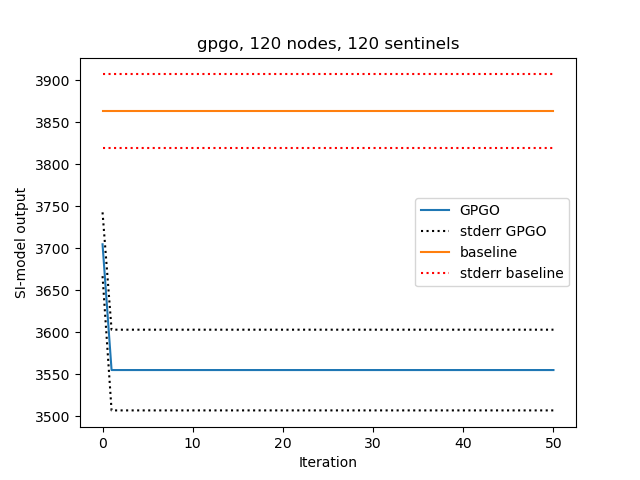 gpgo, 120 nodes, 120 sentinels
3900
3850
3800
3750
3700
3650
3600
3550
3500
SI-model output
GPGO
stderr GPGO
baseline
stderr baseline
0 10 20 30 40 50
Iteration